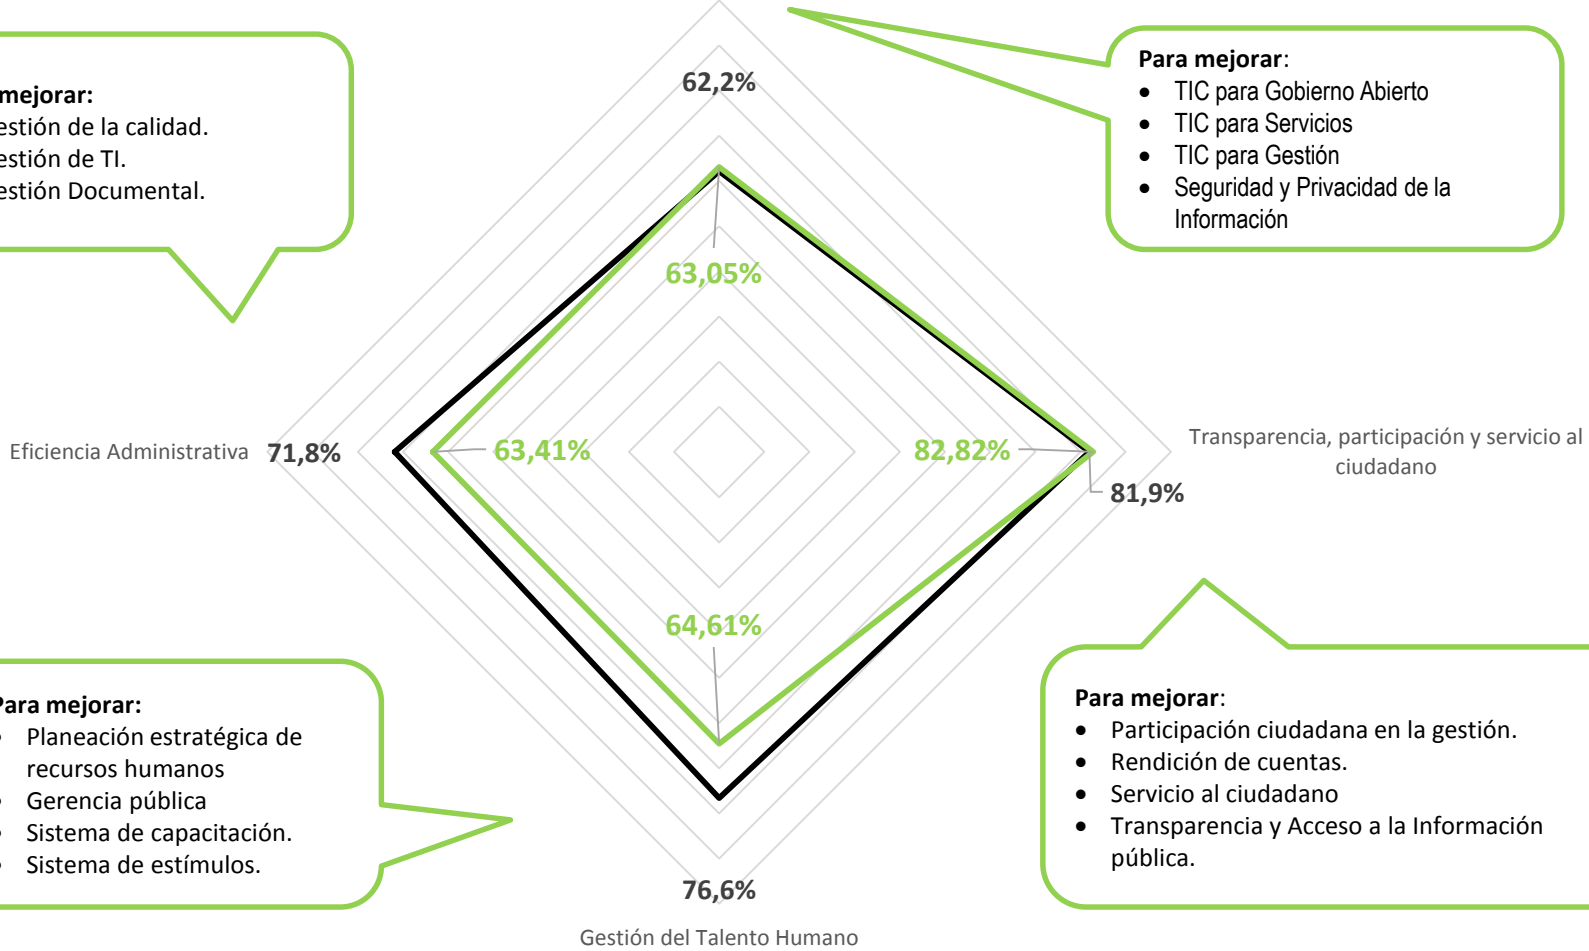 mejorar:
estión de la calidad.
estión de TI.
estión Documental.
62,2%
Para mejorar:
• TIC para Gobierno Abierto
• TIC para Servicios
• TIC para Gestión
• Seguridad y Privacidad de la
Información
63,05%
Eficiencia Administrativa 71,8%
63,41%
82,82%
81,9%
Transparencia, participación y servicio al
ciudadano
64,61%
Para mejorar:
• Planeación estratégica de
recursos humanos
• Gerencia pública
• Sistema de capacitación.
• Sistema de estímulos.
Para mejorar:
• Participación ciudadana en la gestión.
• Rendición de cuentas.
• Servicio al ciudadano
• Transparencia y Acceso a la Información
pública.
76,6%
Gestión del Talento Humano